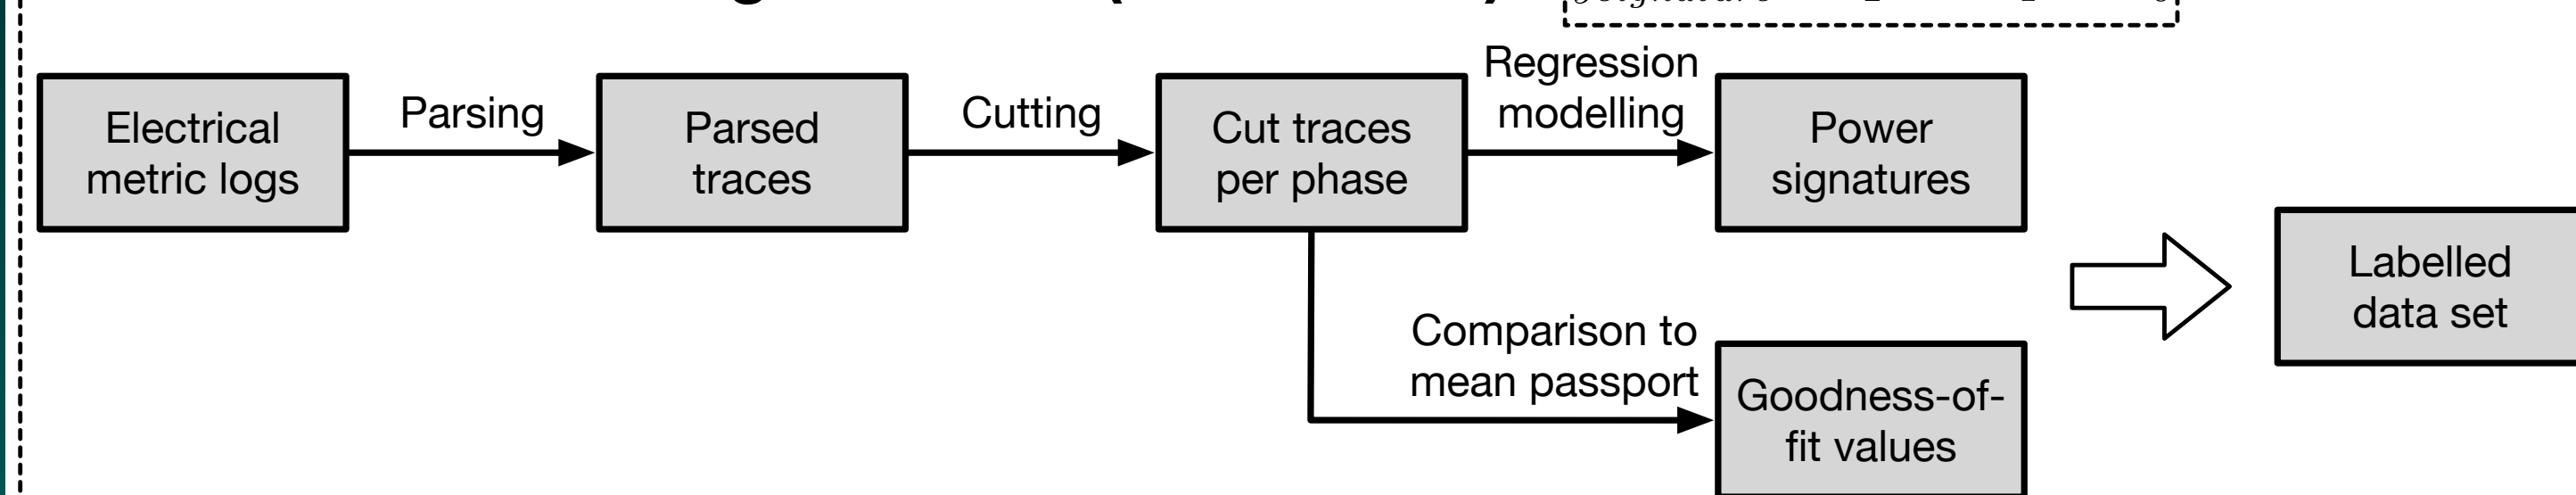 Electrical
metric logs
Parsing
Parsed
traces
Cutting
Cut traces
per phase
Regression
modelling
Power
signatures
Comparison to
mean passport
Goodness-of-
fit values
Labelled
data set